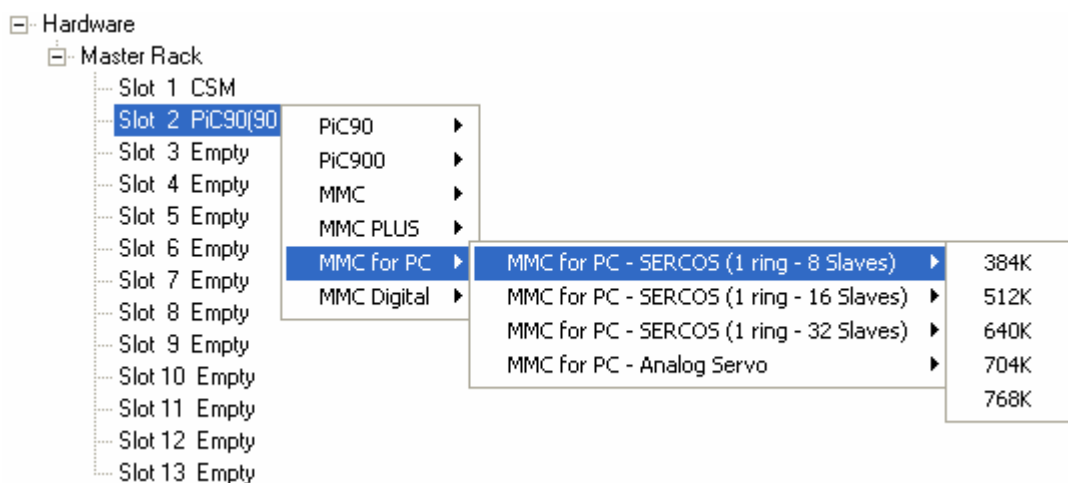 Hardware
Master Rack
Slot 1 CSM
Slot 2 PiC90(90
Slot 3 Empty
Slot 4 Empty
Slot 5 Empty
Slot 6 Empty
Slot 7 Empty
Slot 8 Empty
Slot 9 Empty
Slot 10 Empty
Slot 11 Empty
Slot 12 Empty
Slot 13 Empty
PiC90
PiC900
MMC
MMC PLUS
MMC for PC
MMC Digital
MMC for PC - SERCOS (1 ring - 8 Slaves)
MMC for PC - SERCOS (1 ring - 16 Slaves)
MMC for PC - SERCOS (1 ring - 32 Slaves)
MMC for PC - Analog Servo
384K
512K
640K
704K
768K